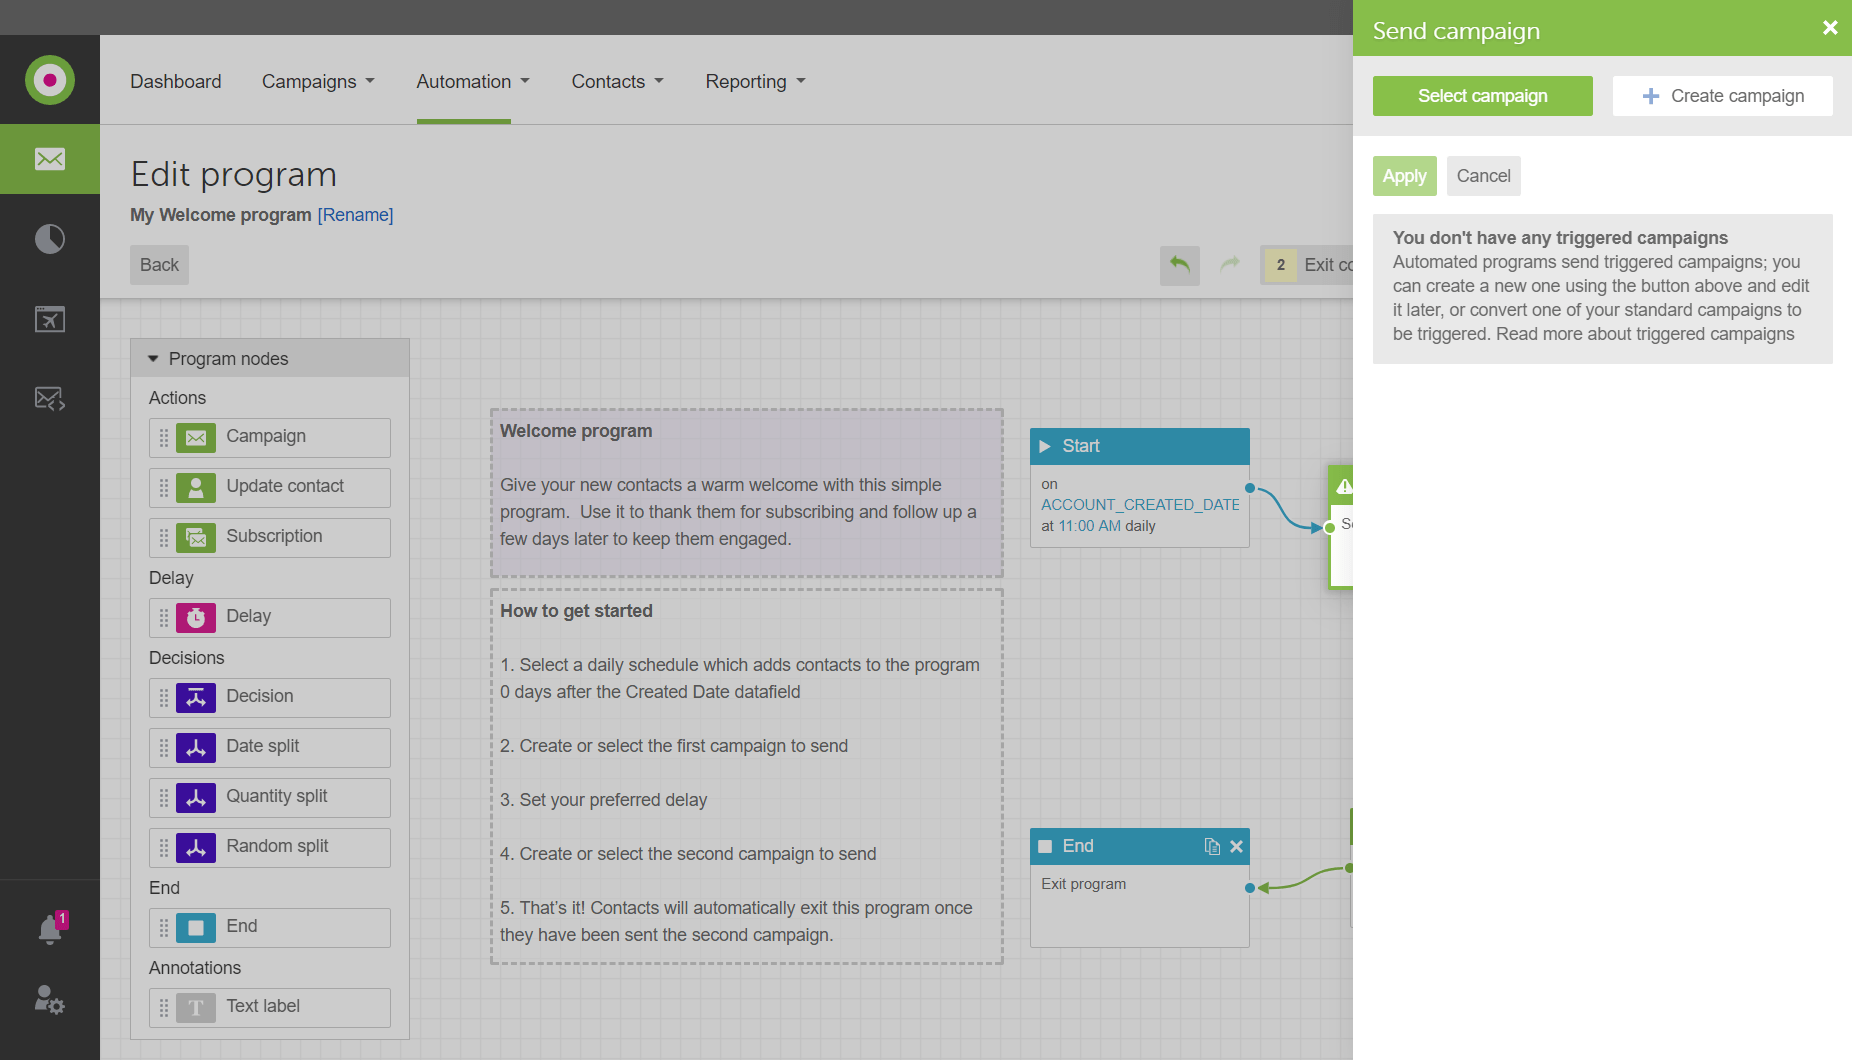 Send campaign
Dashboard
Campaigns
Automation
Contacts
Reporting
Select campaign
Create campaign
Edit program
My Welcome program [Rename]
Back
2 Exit
Apply
Cancel
You don't have any triggered campaigns
Automated programs send triggered campaigns; you
can create a new one using the button above and edit
it later, or convert one of your standard campaigns to
be triggered. Read more about triggered campaigns
Program nodes
Actions
Campaign
Update contact
Subscription
Delay
Delay
Decisions
Decision
Date split
Quantity split
Random split
End
End
Annotations
T Text label
1
Welcome program
Give your new contacts a warm welcome with this simple
program. Use it to thank them for subscribing and follow up a
few days later to keep them engaged.
How to get started
1. Select a daily schedule which adds contacts to the program
0 days after the Created Date datafield
2. Create or select the first campaign to send
3. Set your preferred delay
4. Create or select the second campaign to send
5. That’s it! Contacts will automatically exit this program once
they have been sent the second campaign.
Start
on
ACCOUNT_CREATED_DATE
at 11:00 AM daily
End
Exit program